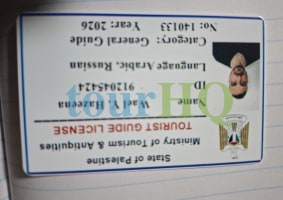 State of Palestine
Ministry of Tourism & Antiquities
TOURIST GUIDE LICENSE
Name Wael Y. Hazeena
ID 912045424
Language Arabic, Russian
Category: General Guide
No: 140133 Year: 2026
tourHQ